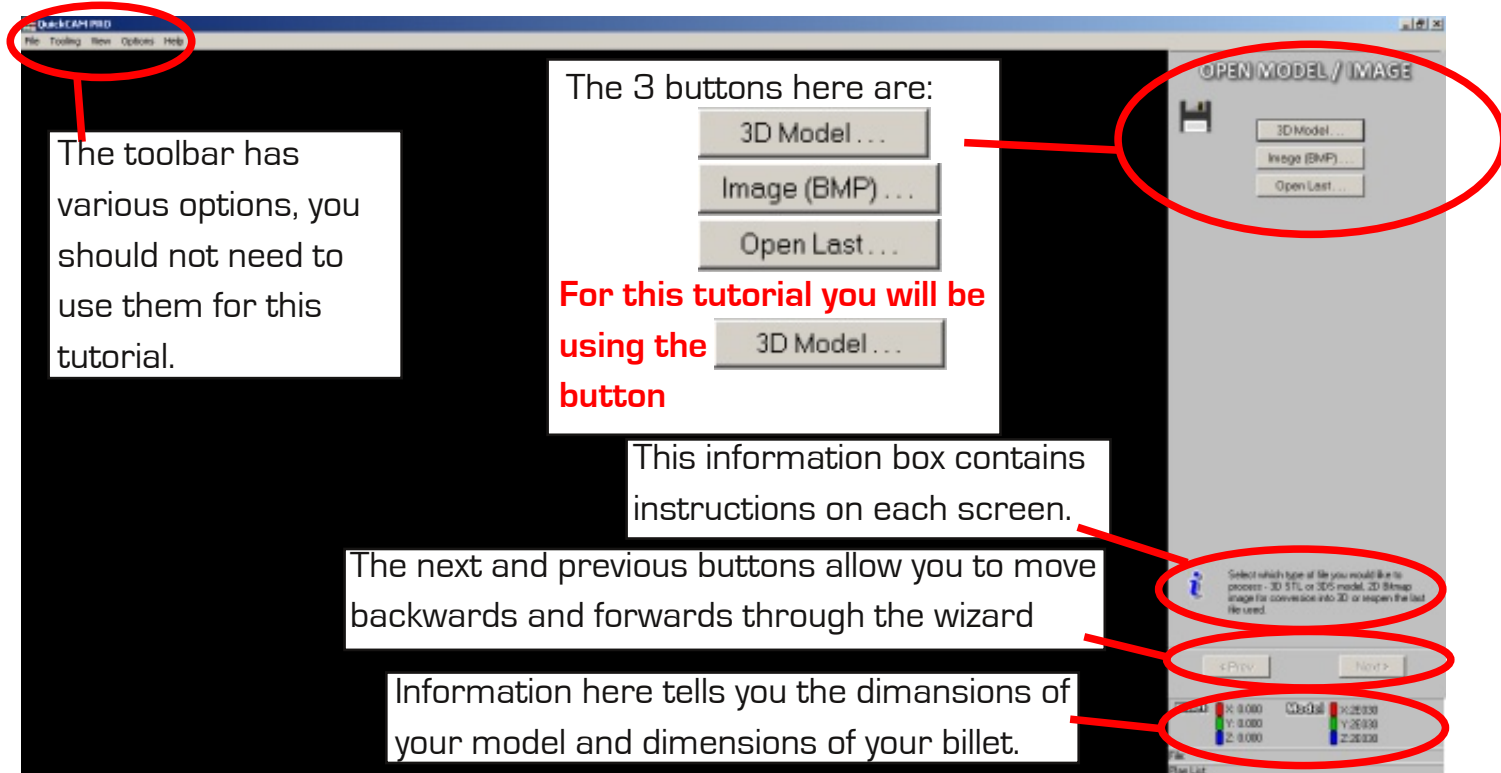 QuickCAM PRO
File Tooling View Options Help
OPEN MODEL / IMAGE
3D Model . . .
Image (BMP) . . .
Open Last . . .
The toolbar has
various options, you
should not need to
use them for this
tutorial.
The 3 buttons here are:
3D Model . . .
Image (BMP) . . .
Open Last . . .
For this tutorial you will be
using the 3D Model . . .
button
This information box contains
instructions on each screen.
The next and previous buttons allow you to move
backwards and forwards through the wizard
Information here tells you the dimansions of
your model and dimensions of your billet.
Select which type of file you would like to
process - 3D STL or 3DS model, 2D Bitmap
image for conversion into 3D or reopen the last
file used.
< Prev Next >
X: 0.000 Model X:2E030
Y: 0.000 Y:2E030
Z: 0.000 Z:2E030
File:
Plan List: